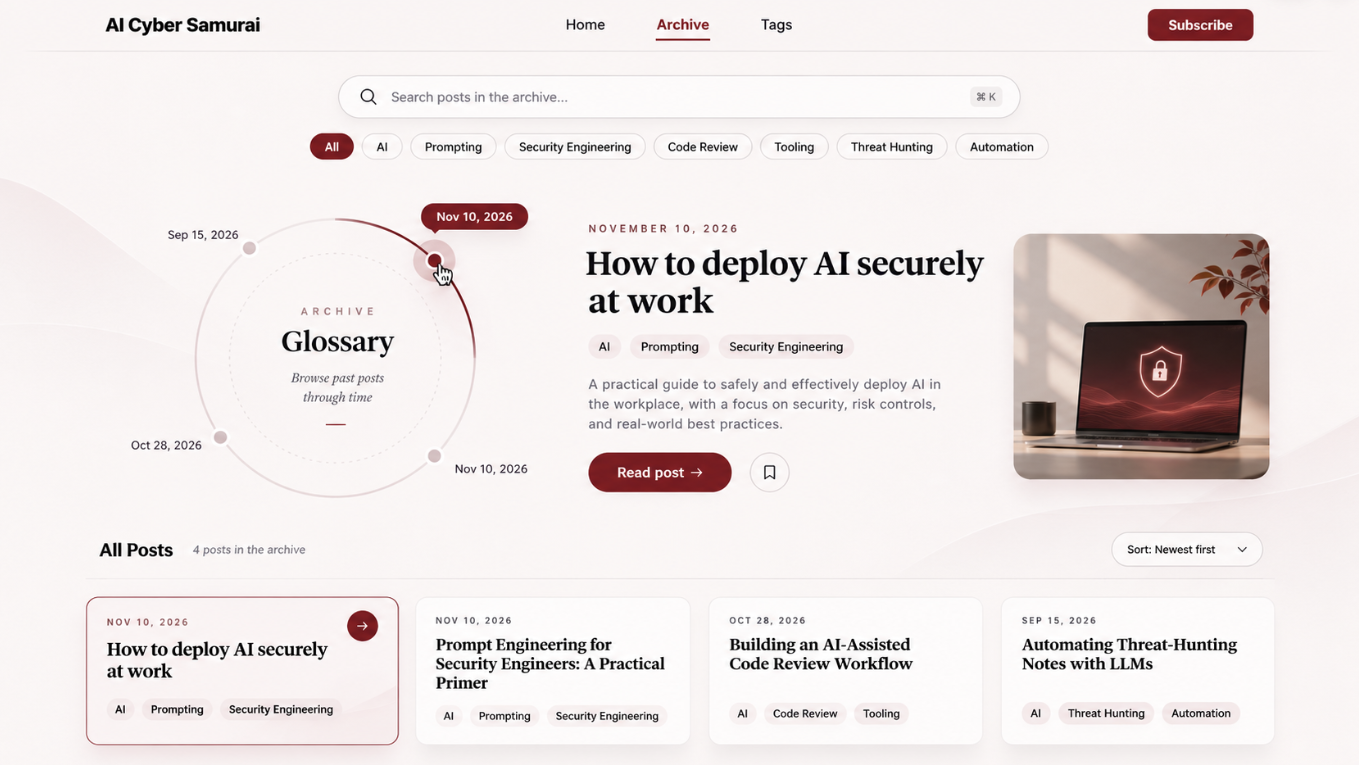 AI Cyber Samurai
Home
Archive
Tags
Subscribe
Search posts in the archive...
⌘ K
All
AI
Prompting
Security Engineering
Code Review
Tooling
Threat Hunting
Automation
Nov 10, 2026
Sep 15, 2026
ARCHIVE
Glossary
Browse past posts
through time
Oct 28, 2026
Nov 10, 2026
NOVEMBER 10, 2026
How to deploy AI securely
at work
AI
Prompting
Security Engineering
A practical guide to safely and effectively deploy AI in
the workplace, with a focus on security, risk controls,
and real-world best practices.
Read post →
All Posts
4 posts in the archive
Sort: Newest first
NOV 10, 2026
How to deploy AI securely
at work
AI
Prompting
Security Engineering
NOV 10, 2026
Prompt Engineering for
Security Engineers: A Practical
Primer
AI
Prompting
Security Engineering
OCT 28, 2026
Building an AI-Assisted
Code Review Workflow
AI
Code Review
Tooling
SEP 15, 2026
Automating Threat-Hunting
Notes with LLMs
AI
Threat Hunting
Automation